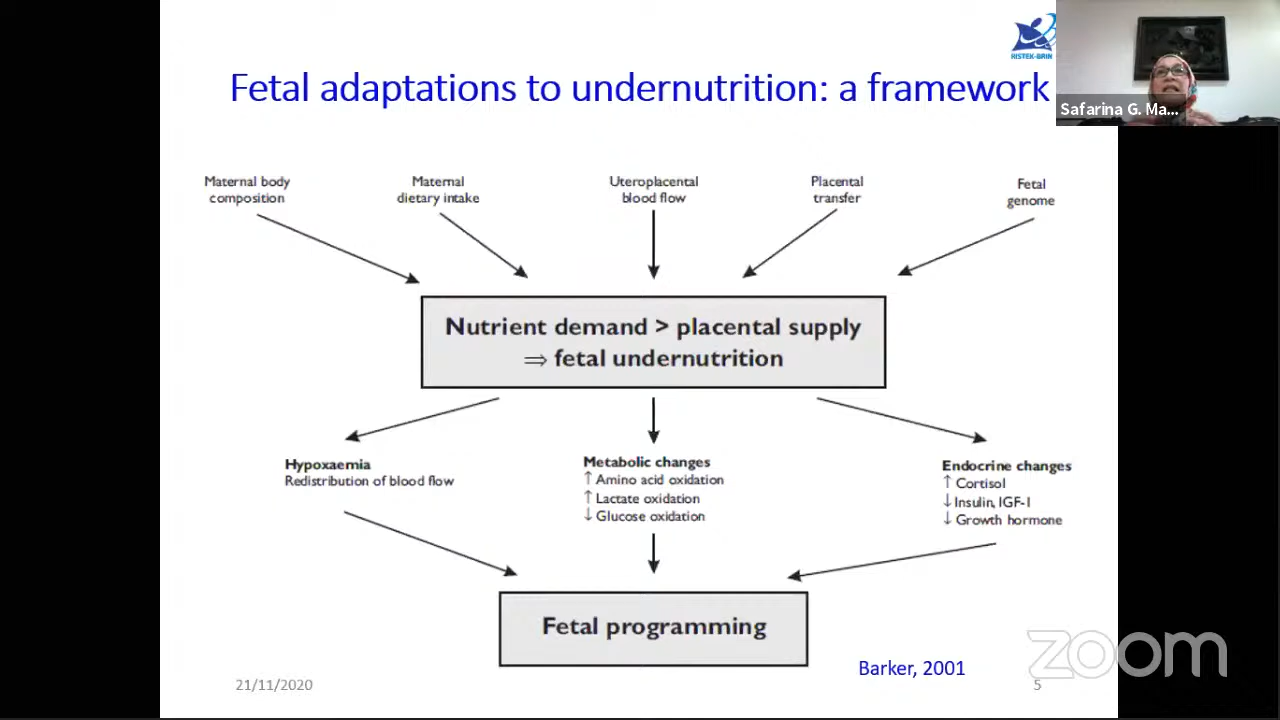 RISTEK-BRIN
Fetal adaptations to undernutrition: a framework
Safarina G. Ma...
Maternal body
composition
Maternal
dietary intake
Uteroplacental
blood flow
Placental
transfer
Fetal
genome
Nutrient demand > placental supply
⇒ fetal undernutrition
Hypoxaemia
Redistribution of blood flow
Metabolic changes
↑ Amino acid oxidation
↑ Lactate oxidation
↓ Glucose oxidation
Endocrine changes
↑ Cortisol
↓ Insulin, IGF-I
↓ Growth hormone
Fetal programming
Barker, 2001
21/11/2020
5
zoom